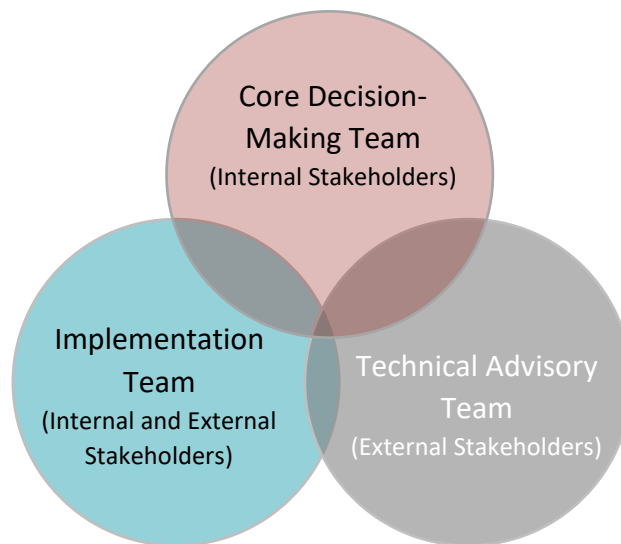 Core Decision-
Making Team
(Internal Stakeholders)
Implementation
Team
(Internal and External
Stakeholders)
Technical Advisory
Team
(External Stakeholders)